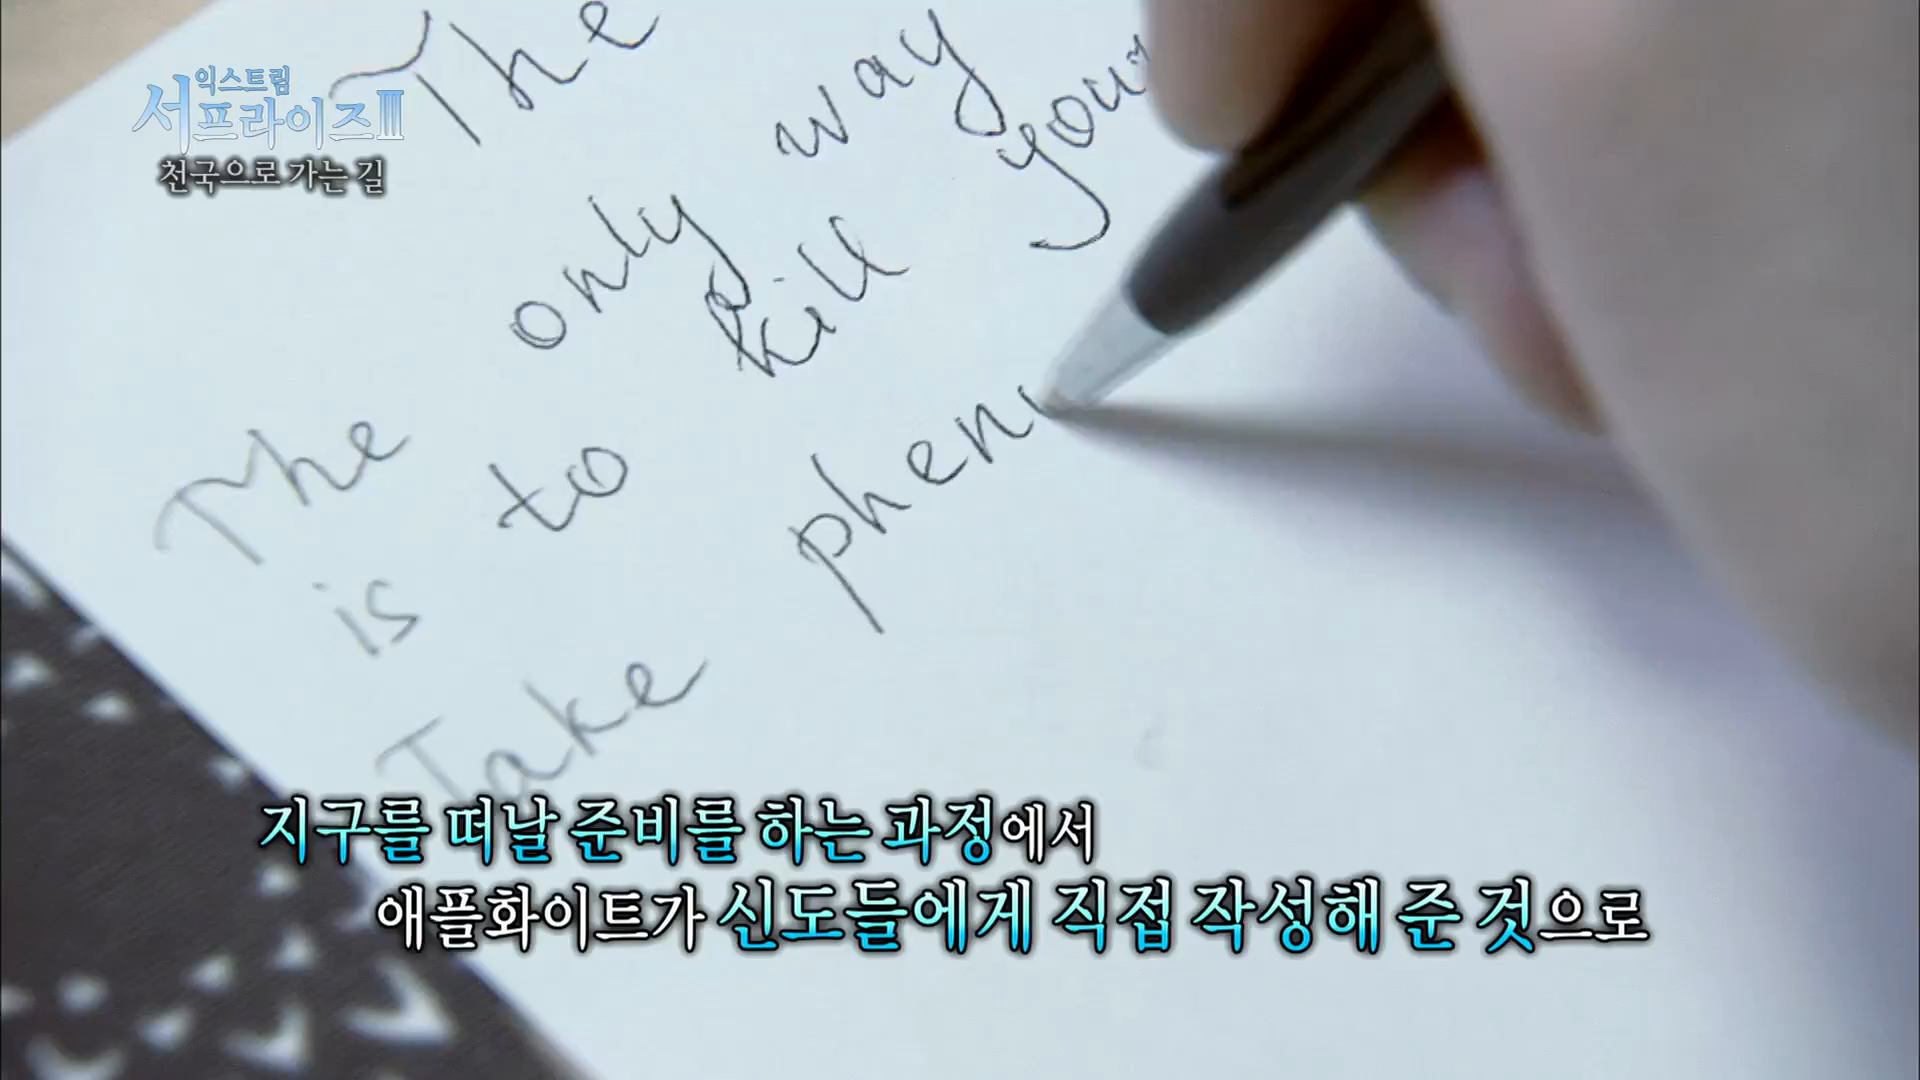 익스트림
서프라이즈Ⅲ
천국으로 가는 길
The
The only way
is to kill your
Take phen
지구를 떠날 준비를 하는 과정에서
애플화이트가 신도들에게 직접 작성해 준 것으로